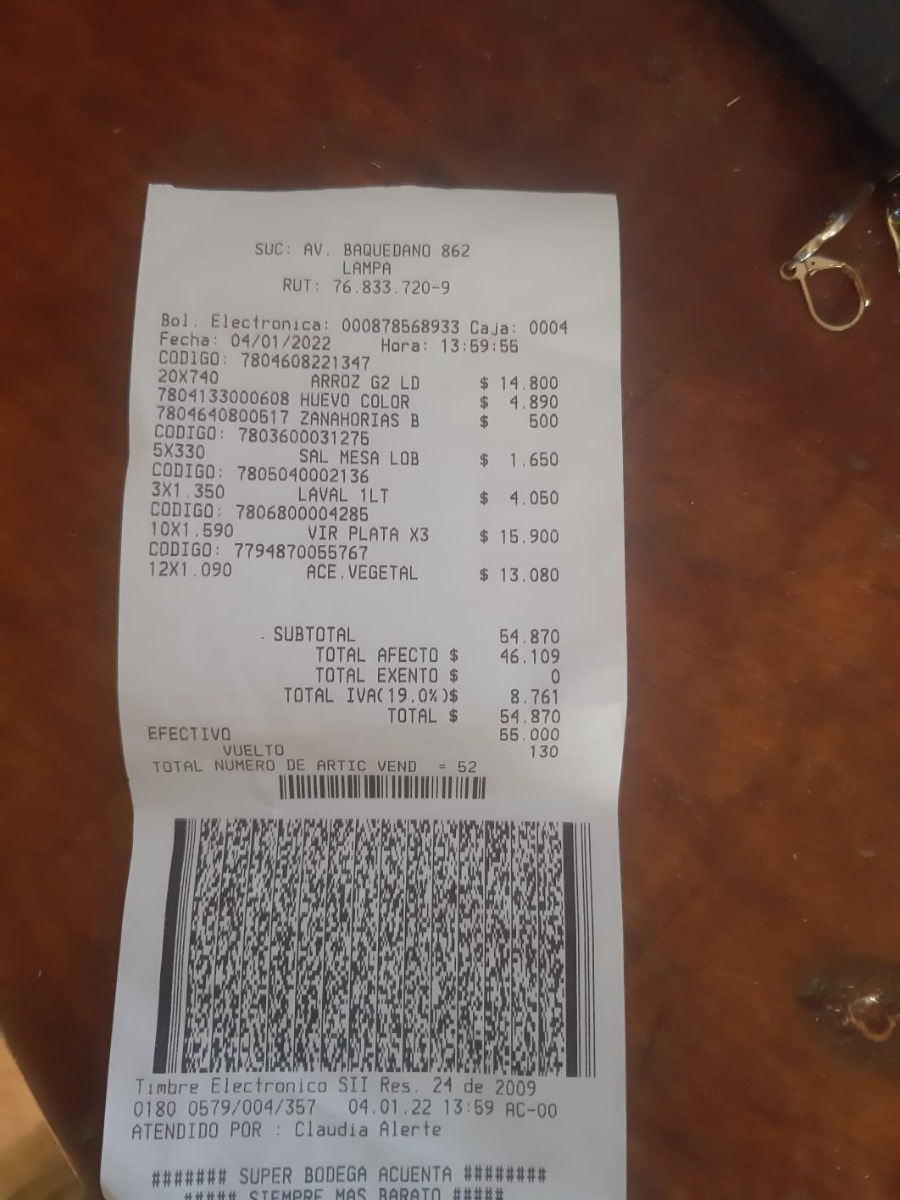 SUC: AV. BAQUEDANO 862
LAMPA
RUT: 76.833.720-9
Bol. Electronica: 000878568933 Caja: 0004
Fecha: 04/01/2022 Hora: 13:59:55
CODIGO: 7804608221347
20X740 ARROZ G2 LD $ 14.800
7804133000608 HUEVO COLOR $ 4.890
7804640800517 ZANAHORIAS B $ 500
CODIGO: 7803600031275
5X330 SAL MESA LOB $ 1.650
CODIGO: 7805040002136
3X1.350 LAVAL 1LT $ 4.050
CODIGO: 7806800004285
10X1.590 VIR PLATA X3 $ 15.900
CODIGO: 7794870055767
12X1.090 ACE.VEGETAL $ 13.080
. SUBTOTAL 54.870
TOTAL AFECTO $ 46.109
TOTAL EXENTO $ 0
TOTAL IVA(19.0%)$ 8.761
TOTAL $ 54.870
EFECTIVO 55.000
VUELTO 130
TOTAL NUMERO DE ARTIC VEND = 52
Timbre Electronico SII Res. 24 de 2009
0180 0579/004/357 04.01.22 13:59 AC-00
ATENDIDO POR : Claudia Alerte
####### SUPER BODEGA ACUENTA ########
##### SIEMPRE MAS BARATO #####